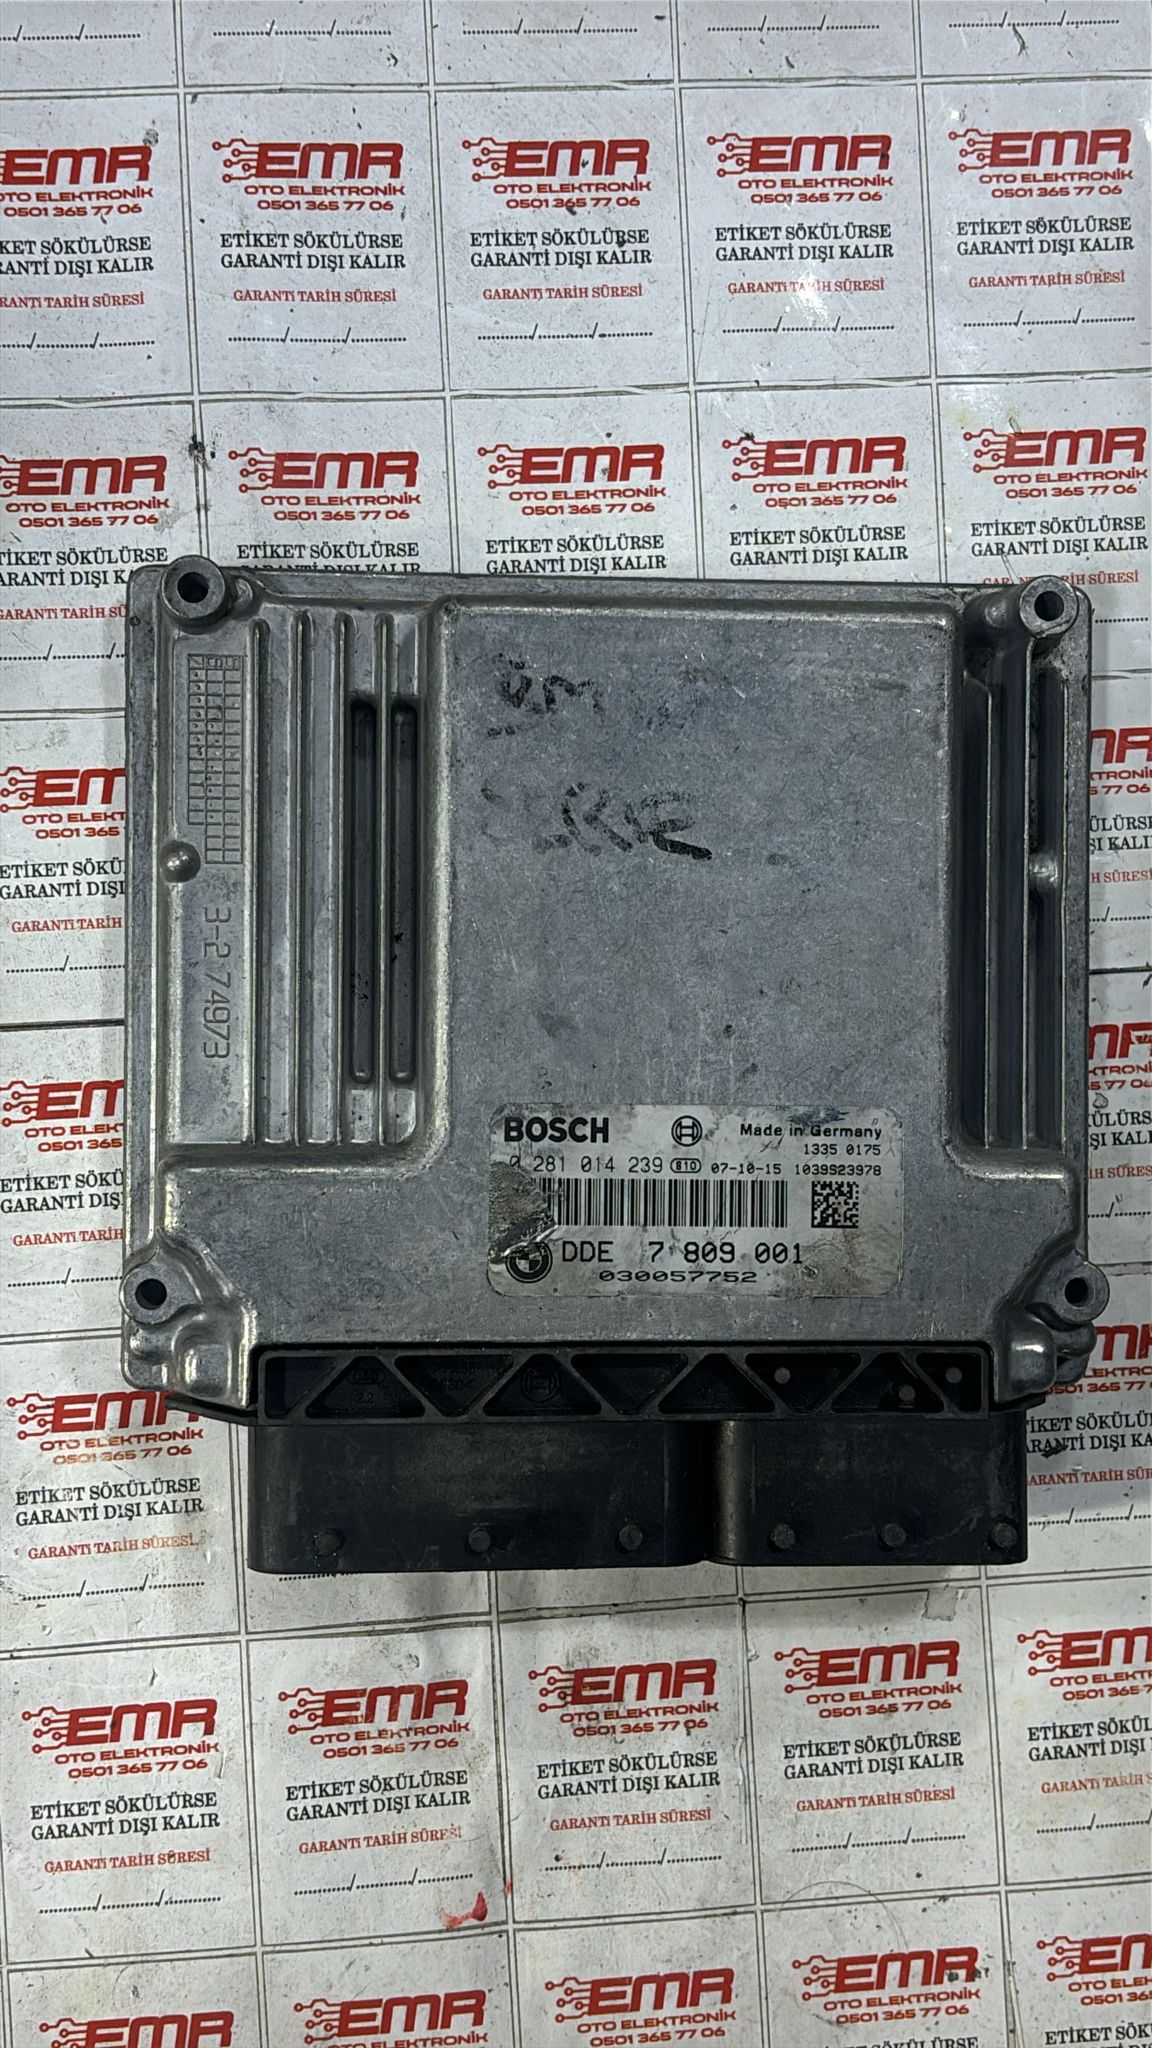 EMR
OTO ELEKTRONİK
0501 365 77 06
ETİKET SÖKÜLÜRSE
GARANTİ DIŞI KALIR
GARANTi TARİH SÜRESİ
............/............/............
3-2 74973
BOSCH
Made in Germany
1335 0175
0 281 014 239 B10 07-10-15 1039S23978
DDE 7 809 001
030057752